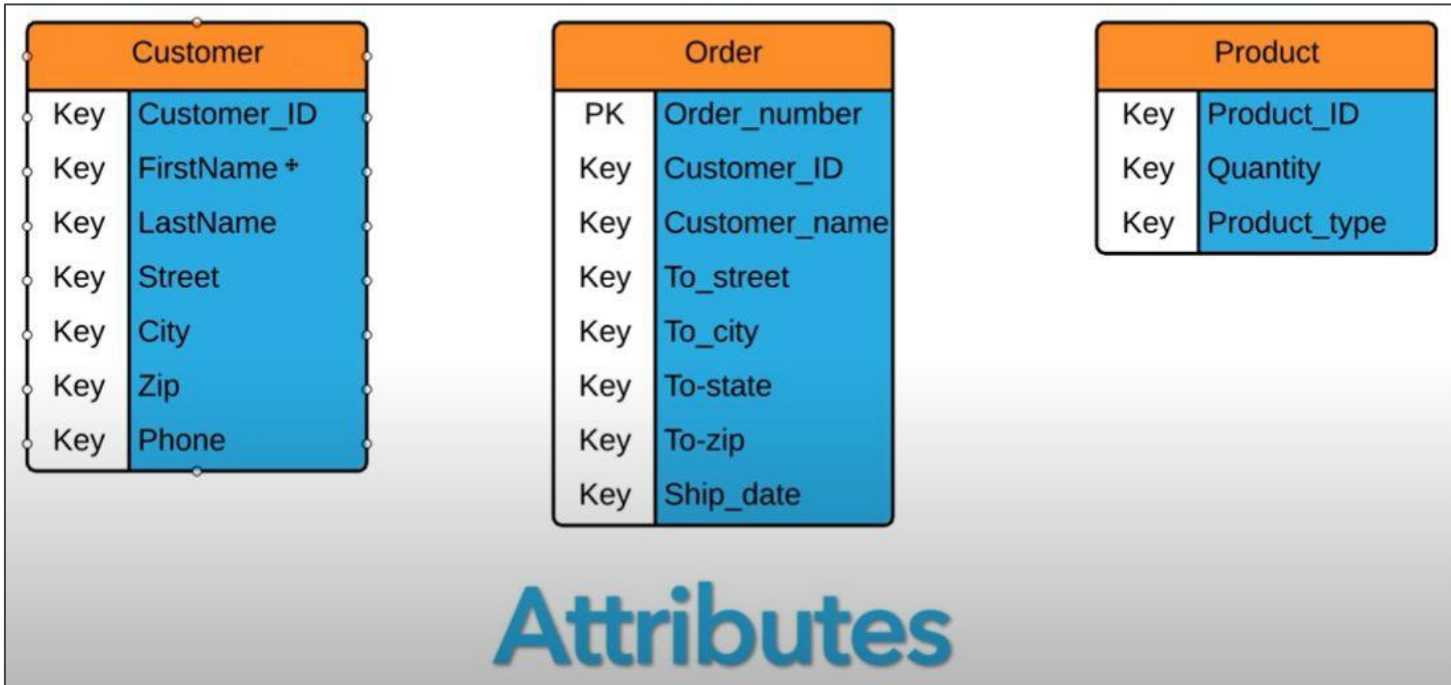 Customer
Key Customer_ID
Key FirstName
Key LastName
Key Street
Key City
Key Zip
Key Phone
Order
PK Order_number
Key Customer_ID
Key Customer_name
Key To_street
Key To_city
Key To-state
Key To-zip
Key Ship_date
Product
Key Product_ID
Key Quantity
Key Product_type
Attributes